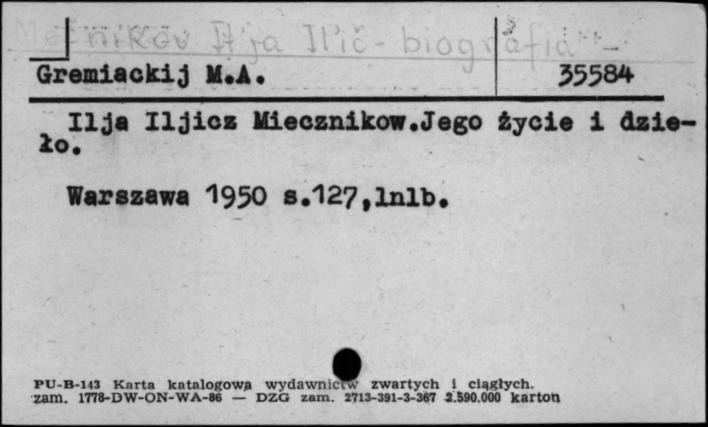 Mečnikov Il'ja Il'ič - biografia -
Gremiackij M.A. 35584
Ilja Iljicz Miecznikow.Jego życie i dzie-
ło.
Warszawa 1950 s.127,lnlb.
PU-B-143 Karta katalogowa wydawnictw zwartych i ciągłych.
zam. 1778-DW-ON-WA-86 — DZG zam. 2713-391-3-367 2.590.000 karton